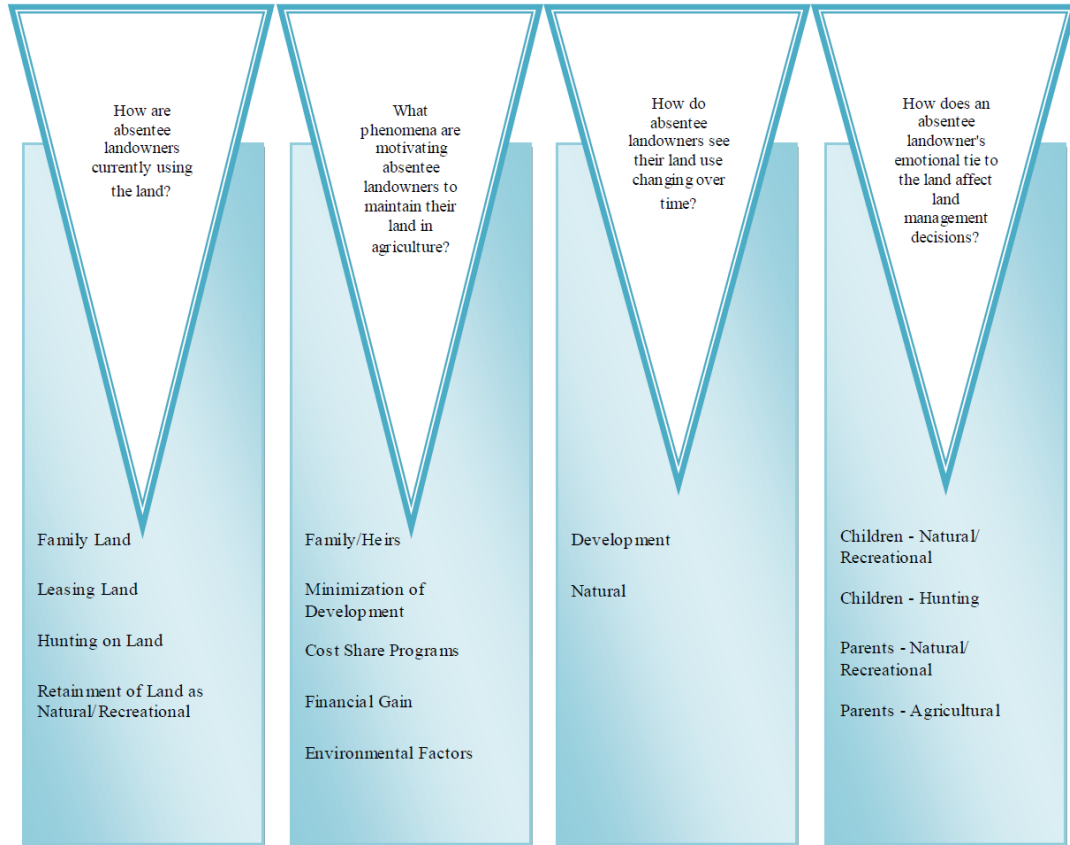 How are
absentee
landowners
currently using
the land?
Family Land
Leasing Land
Hunting on Land
Retainment of Land as
Natural/Recreational
What
phenomena are
motivating
absentee
landowners to
maintain their
land in
agriculture?
Family/Heirs
Minimization of
Development
Cost Share Programs
Financial Gain
Environmental Factors
How do
absentee
landowners see
their land use
changing over
time?
Development
Natural
How does an
absentee
landowner's
emotional tie to
the land affect
land
management
decisions?
Children - Natural/
Recreational
Children - Hunting
Parents - Natural/
Recreational
Parents - Agricultural